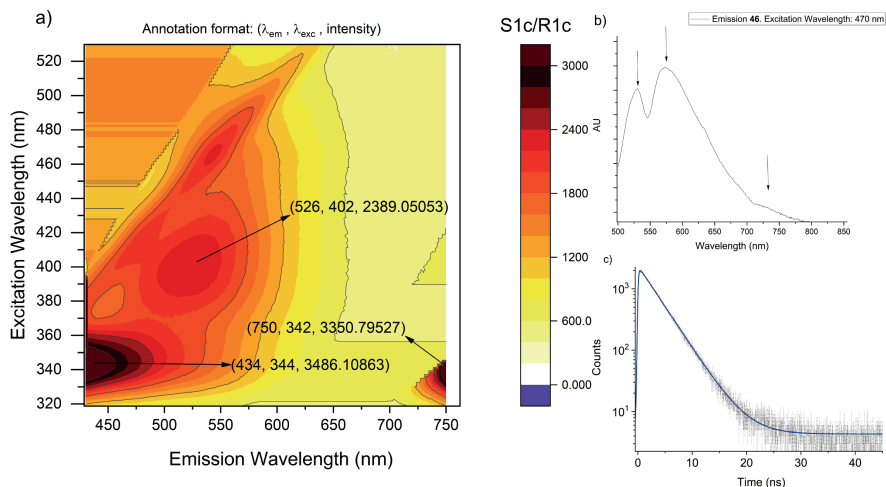 a)
Annotation format: (λem , λexc , intensity)
S1c/R1c
Excitation Wavelength (nm)
520
500
480
460
440
420
400
380
360
340
320
(526, 402, 2389.05053)
(750, 342, 3350.79527)
(434, 344, 3486.10863)
450
500
550
600
650
700
750
Emission Wavelength (nm)
3000
2400
1800
1200
600.0
0.000
b)
Emission 46. Excitation Wavelength: 470 nm
AU
500
550
600
650
700
750
800
850
Wavelength (nm)
c)
Counts
10³
10²
10¹
0
10
20
30
40
Time (ns)